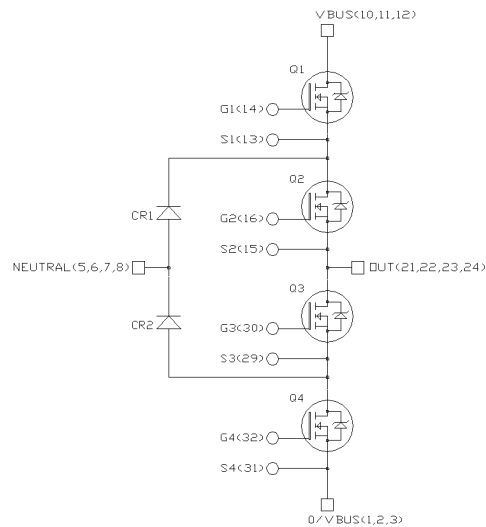 VBUS(10,11,12)
Q1
G1(14)
S1(13)
Q2
CR1
G2(16)
S2(15)
NEUTRAL(5,6,7,8)
OUT(21,22,23,24)
Q3
CR2
G3(30)
S3(29)
Q4
G4(32)
S4(31)
0/VBUS(1,2,3)